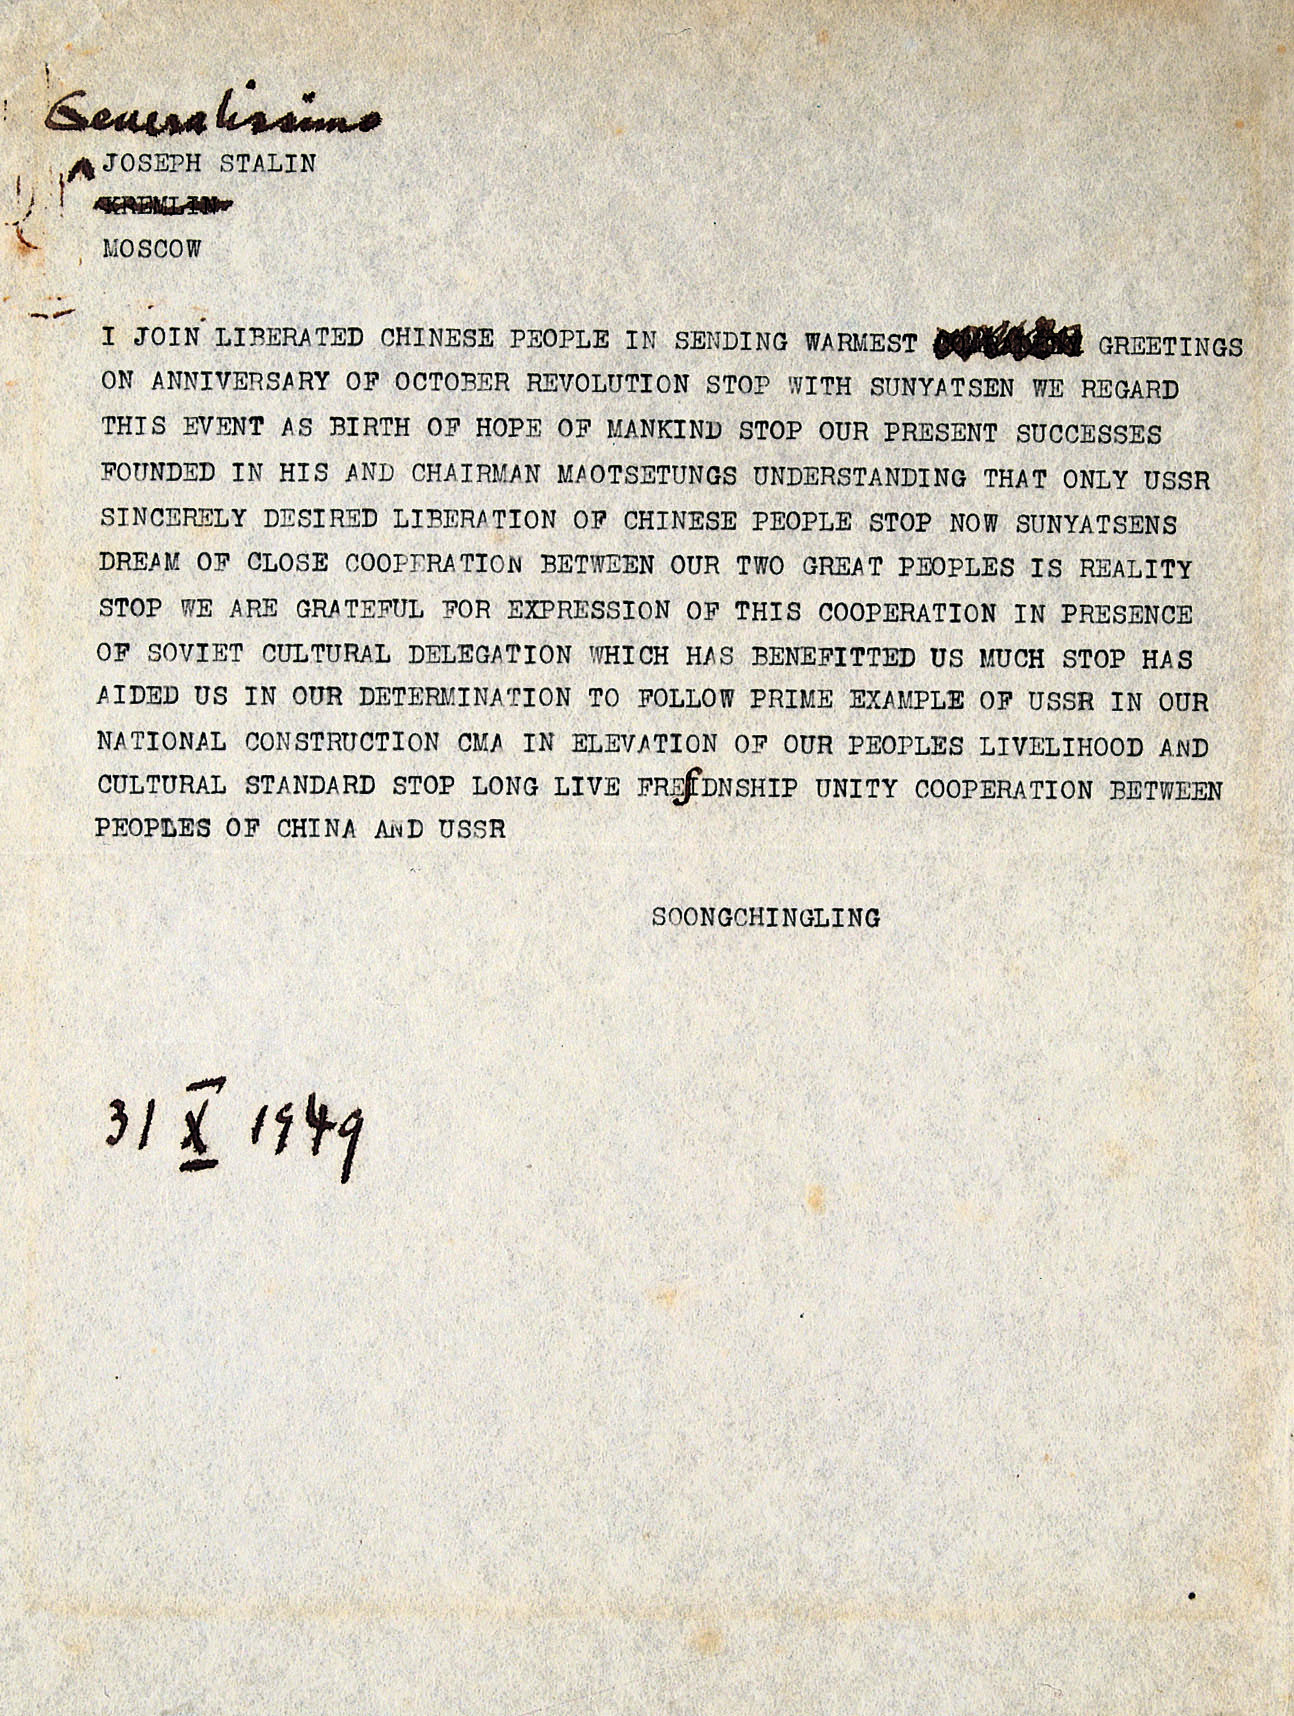 Generalissimo
JOSEPH STALIN
KREMLIN
MOSCOW
I JOIN LIBERATED CHINESE PEOPLE IN SENDING WARMEST GREETINGS
ON ANNIVERSARY OF OCTOBER REVOLUTION STOP WITH SUNYATSEN WE REGARD
THIS EVENT AS BIRTH OF HOPE OF MANKIND STOP OUR PRESENT SUCCESSES
FOUNDED IN HIS AND CHAIRMAN MAOTSETUNGS UNDERSTANDING THAT ONLY USSR
SINCERELY DESIRED LIBERATION OF CHINESE PEOPLE STOP NOW SUNYATSENS
DREAM OF CLOSE COOPERATION BETWEEN OUR TWO GREAT PEOPLES IS REALITY
STOP WE ARE GRATEFUL FOR EXPRESSION OF THIS COOPERATION IN PRESENCE
OF SOVIET CULTURAL DELEGATION WHICH HAS BENEFITTED US MUCH STOP HAS
AIDED US IN OUR DETERMINATION TO FOLLOW PRIME EXAMPLE OF USSR IN OUR
NATIONAL CONSTRUCTION CMA IN ELEVATION OF OUR PEOPLES LIVELIHOOD AND
CULTURAL STANDARD STOP LONG LIVE FREIDNSHIP UNITY COOPERATION BETWEEN
PEOPLES OF CHINA AND USSR
SOONGCHINGLING
31 X 1949